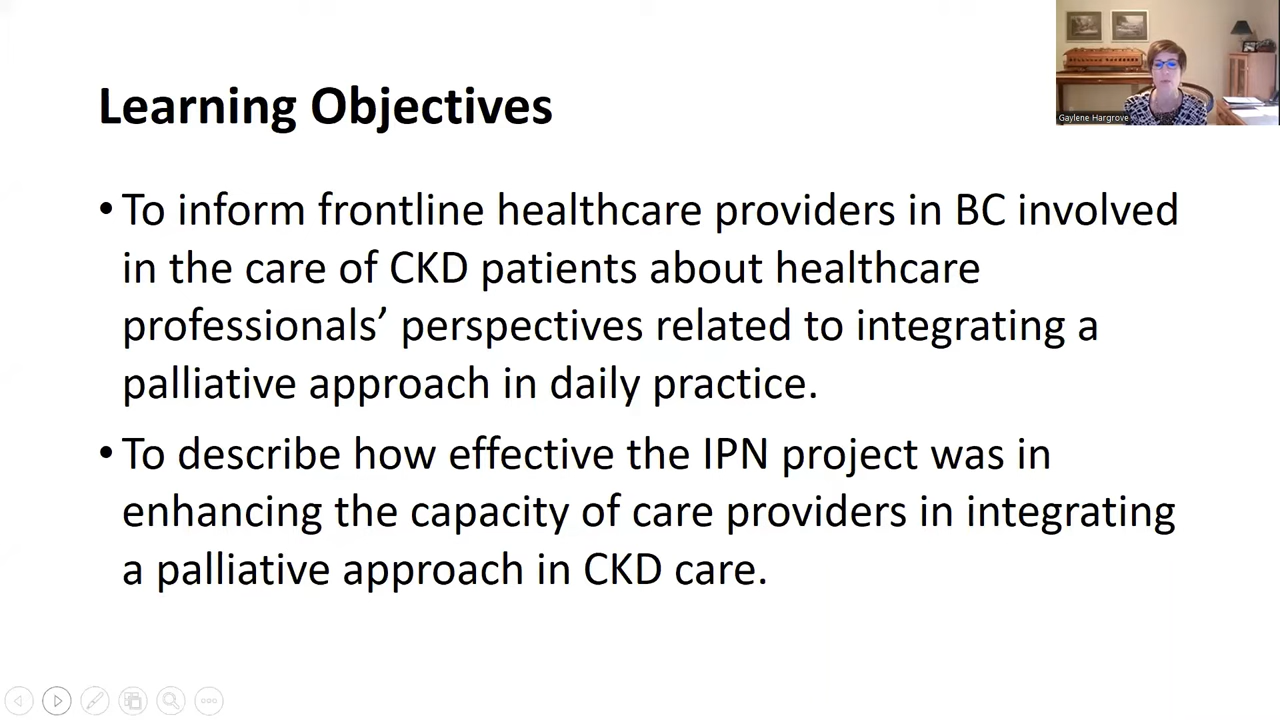 Learning Objectives
Gaylene Hargrove
• To inform frontline healthcare providers in BC involved
in the care of CKD patients about healthcare
professionals’ perspectives related to integrating a
palliative approach in daily practice.
• To describe how effective the IPN project was in
enhancing the capacity of care providers in integrating
a palliative approach in CKD care.